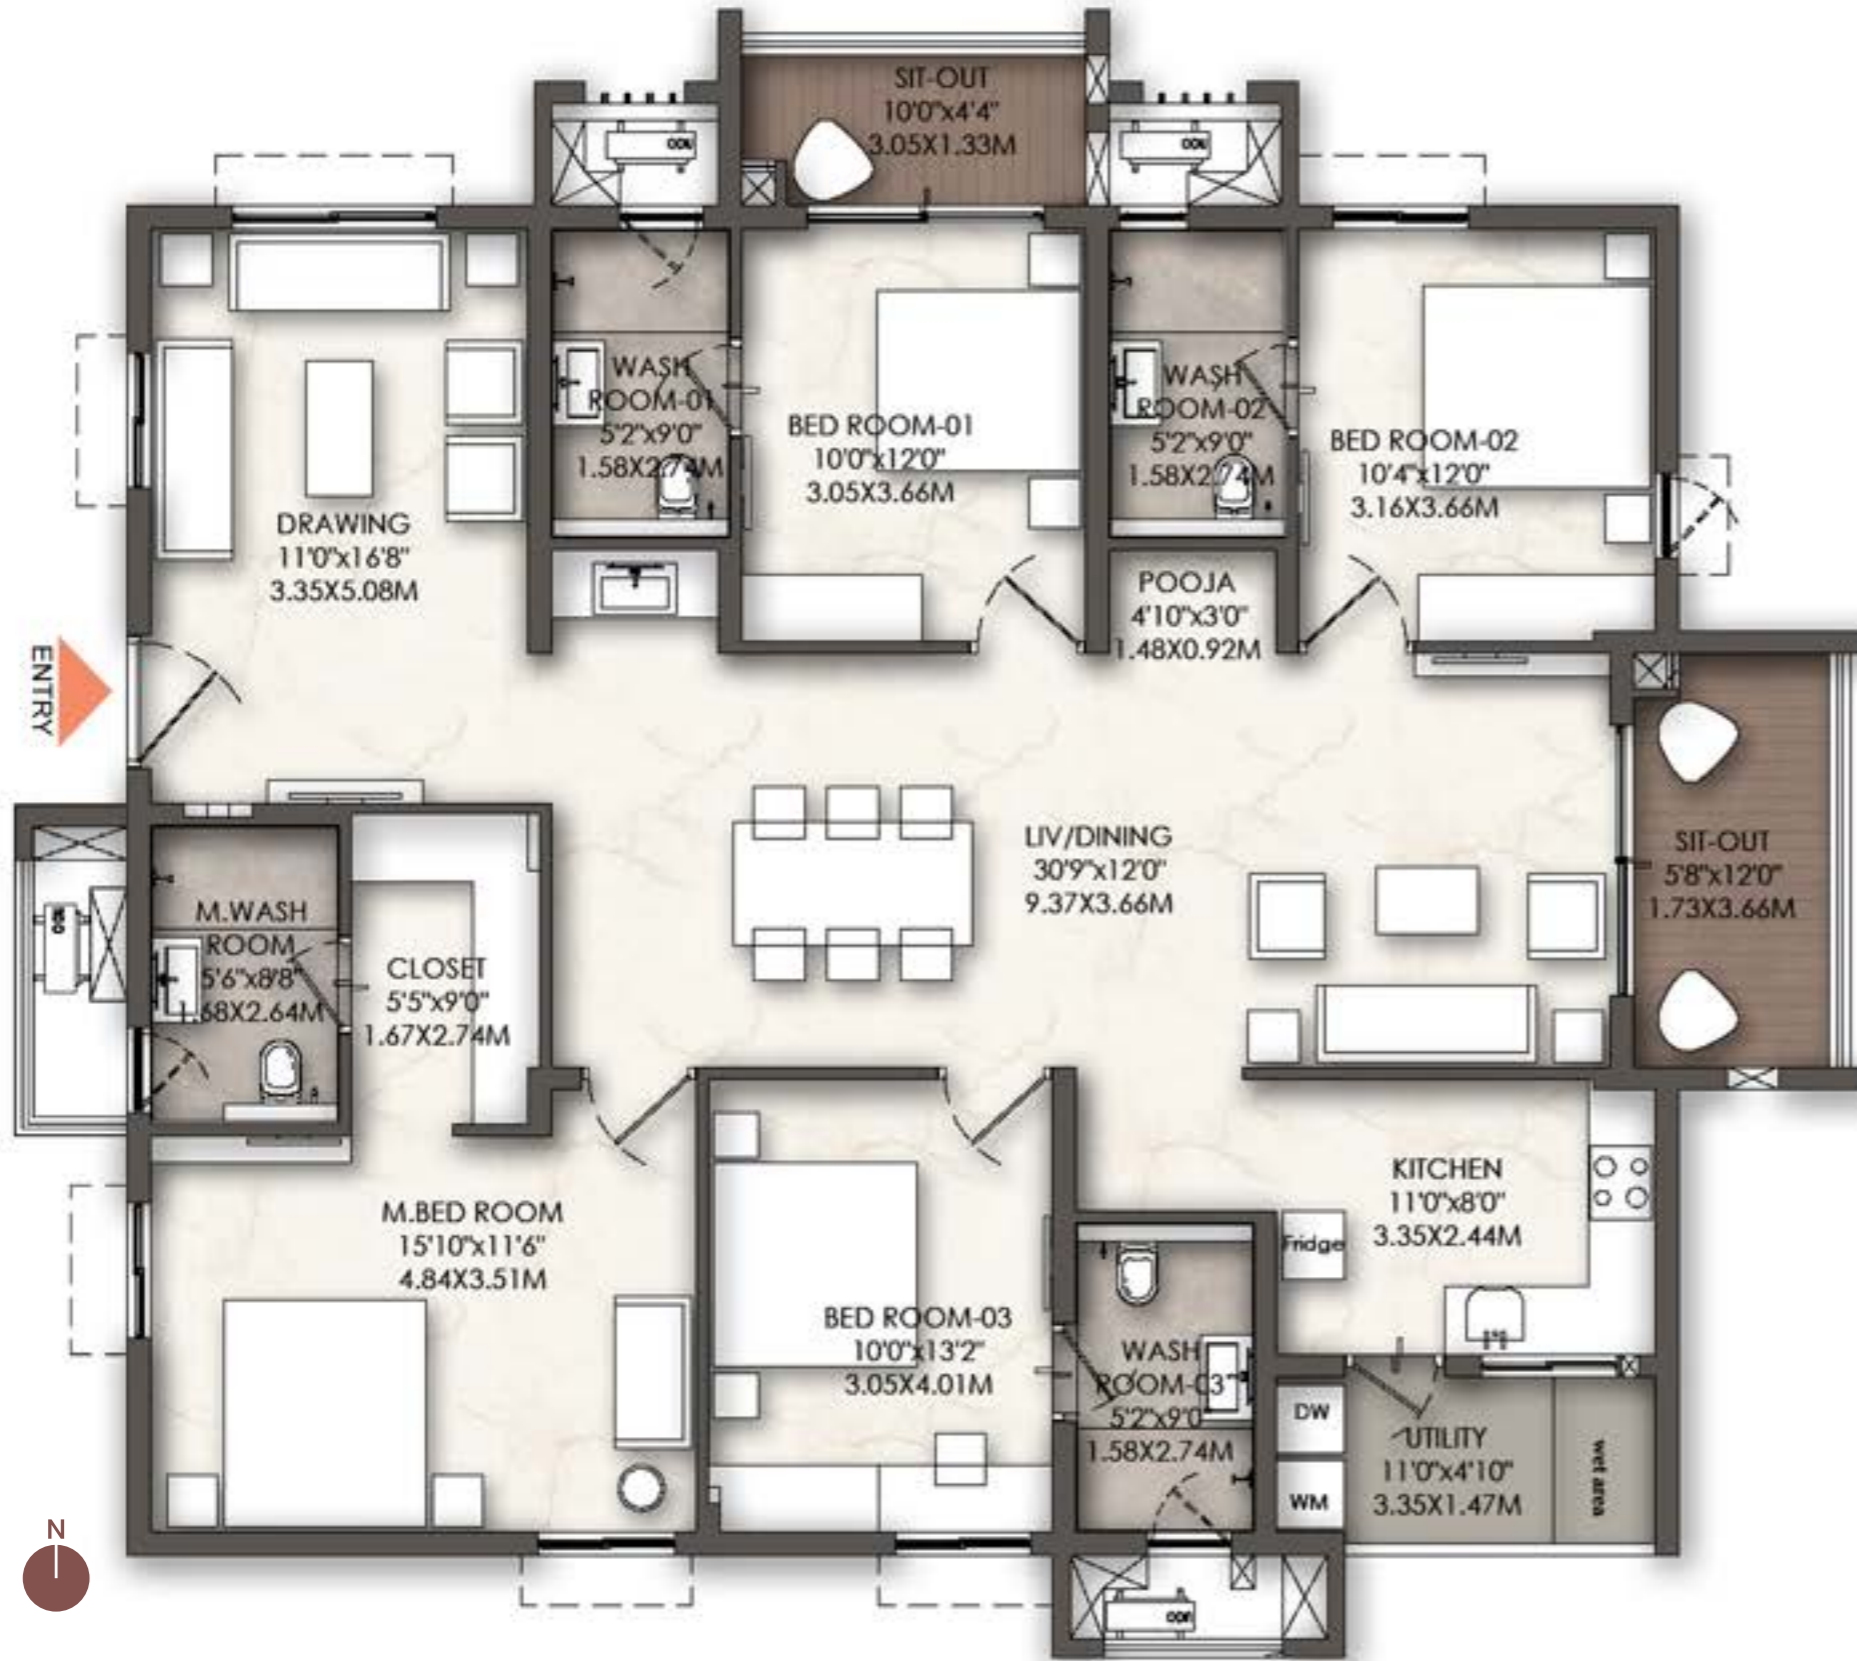 SIT-OUT
10'0"x4'4"
3.05X1.33M
ODU
ODU
WASH
ROOM-01
5'2"x9'0"
1.58X2.74M
BED ROOM-01
10'0"x12'0"
3.05X3.66M
WASH
ROOM-02
5'2"x9'0"
1.58X2.74M
BED ROOM-02
10'4"x12'0"
3.16X3.66M
DRAWING
11'0"x16'8"
3.35X5.08M
POOJA
4'10"x3'0"
1.48X0.92M
ENTRY
LIV/DINING
30'9"x12'0"
9.37X3.66M
SIT-OUT
5'8"x12'0"
1.73X3.66M
M.WASH
ROOM
5'6"x8'8"
1.68X2.64M
ODU
CLOSET
5'5"x9'0"
1.67X2.74M
M.BED ROOM
15'10"x11'6"
4.84X3.51M
KITCHEN
11'0"x8'0"
3.35X2.44M
Fridge
BED ROOM-03
10'0"x13'2"
3.05X4.01M
WASH
ROOM-03
5'2"x9'0"
1.58X2.74M
DW
WM
UTILITY
11'0"x4'10"
3.35X1.47M
wet area
N
ODU